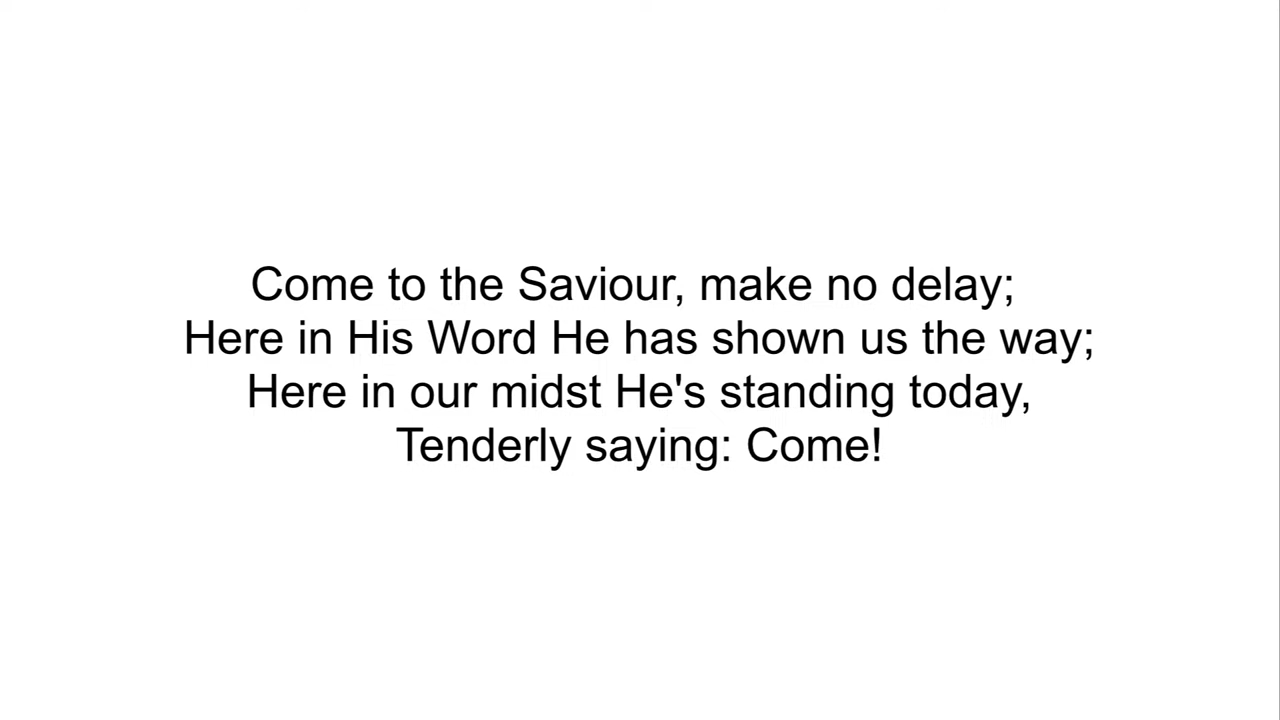 Come to the Saviour, make no delay;
Here in His Word He has shown us the way;
Here in our midst He's standing today,
Tenderly saying: Come!